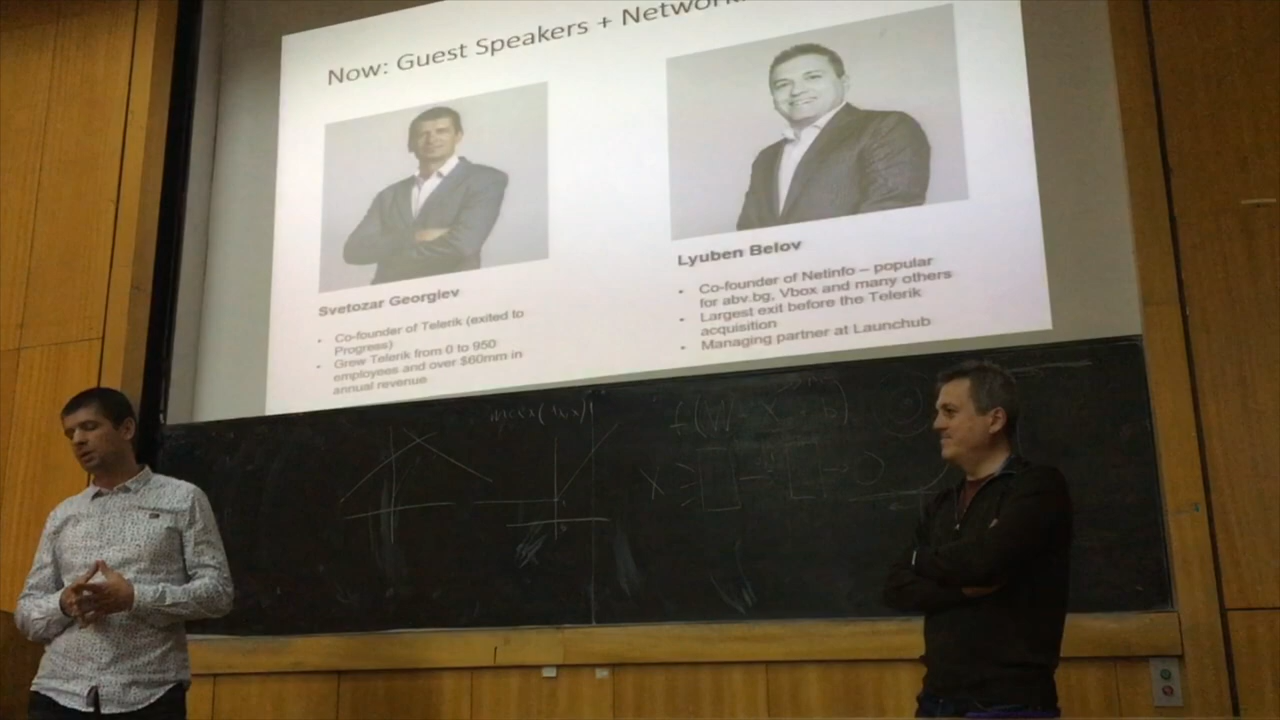 Now: Guest Speakers + Network
Svetozar Georgiev
• Co-founder of Telerik (exited to
Progress)
• Grew Telerik from 0 to 950
employees and over $60mm in
annual revenue
Lyuben Belov
• Co-founder of Netinfo – popular
for abv.bg, Vbox and many others
• Largest exit before the Telerik
acquisition
• Managing partner at Launchub
X